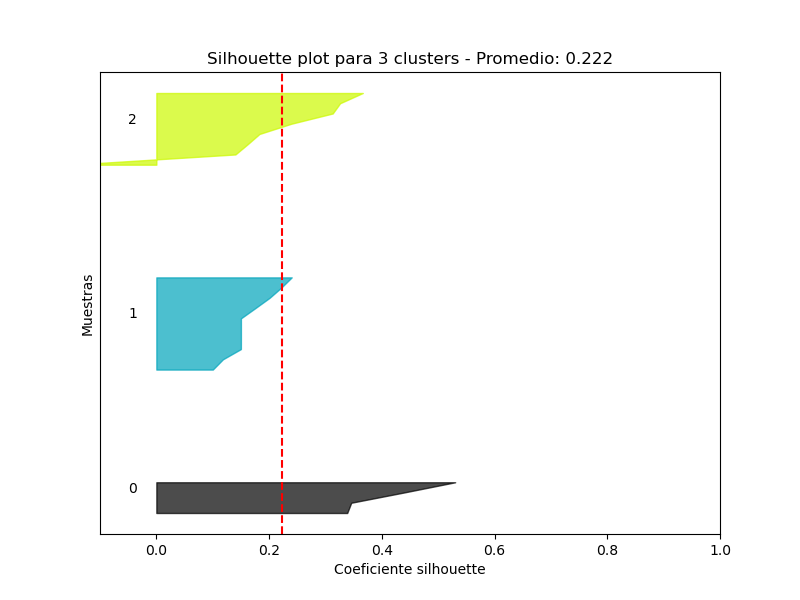 Silhouette plot para 3 clusters - Promedio: 0.222
2
1
0
Muestras
0.0 0.2 0.4 0.6 0.8 1.0
Coeficiente silhouette